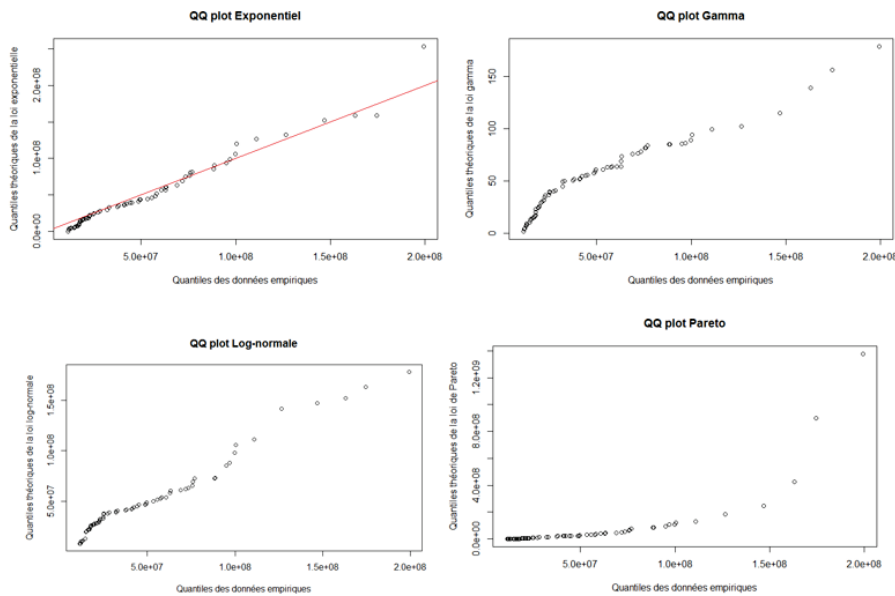 QQ plot Exponentiel
Quantiles théoriques de la loi exponentielle
0.0e+00
1.0e+08
2.0e+08
5.0e+07
1.0e+08
1.5e+08
2.0e+08
Quantiles des données empiriques
QQ plot Gamma
Quantiles théoriques de la loi gamma
0
50
100
150
5.0e+07
1.0e+08
1.5e+08
2.0e+08
Quantiles des données empiriques
QQ plot Log-normale
Quantiles théoriques de la loi log-normale
5.0e+07
1.0e+08
1.5e+08
5.0e+07
1.0e+08
1.5e+08
2.0e+08
Quantiles des données empiriques
QQ plot Pareto
Quantiles théoriques de la loi de Pareto
0.0e+00
4.0e+08
8.0e+08
1.2e+09
5.0e+07
1.0e+08
1.5e+08
2.0e+08
Quantiles des données empiriques